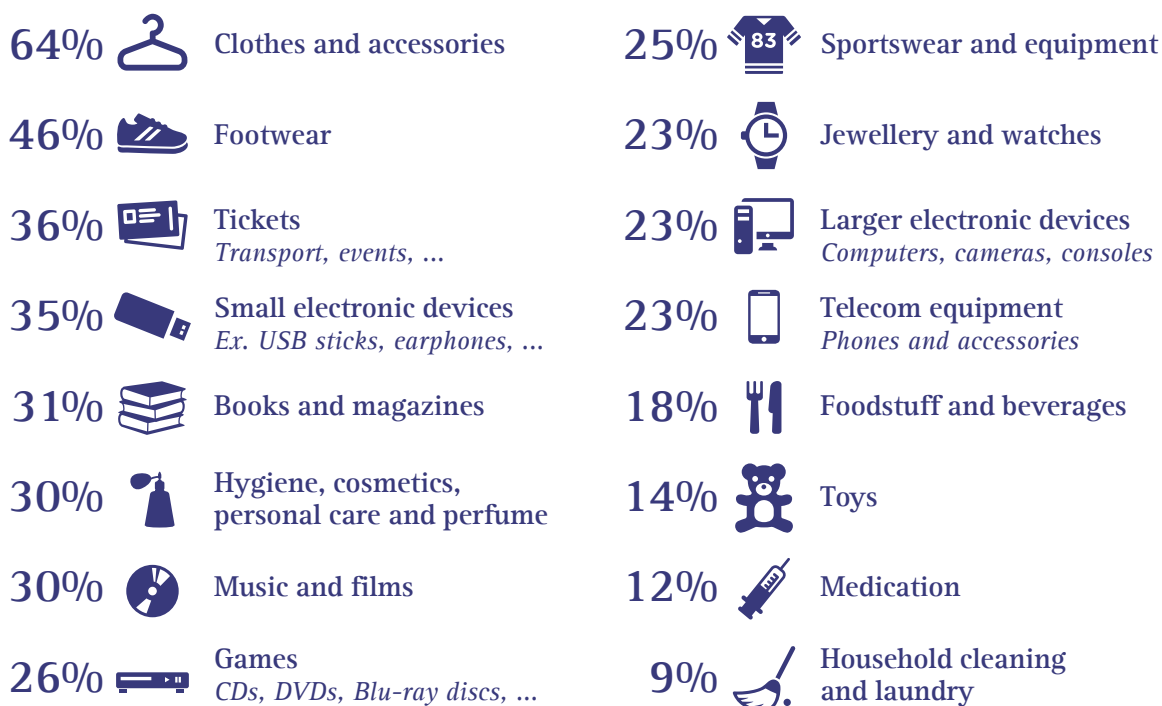 64%
Clothes and accessories
46%
Footwear
36%
Tickets
Transport, events, ...
35%
Small electronic devices
Ex. USB sticks, earphones, ...
31%
Books and magazines
30%
Hygiene, cosmetics,
personal care and perfume
30%
Music and films
26%
Games
CDs, DVDs, Blu-ray discs, ...
25%
83
Sportswear and equipment
23%
Jewellery and watches
23%
Larger electronic devices
Computers, cameras, consoles
23%
Telecom equipment
Phones and accessories
18%
Foodstuff and beverages
14%
Toys
12%
Medication
9%
Household cleaning
and laundry